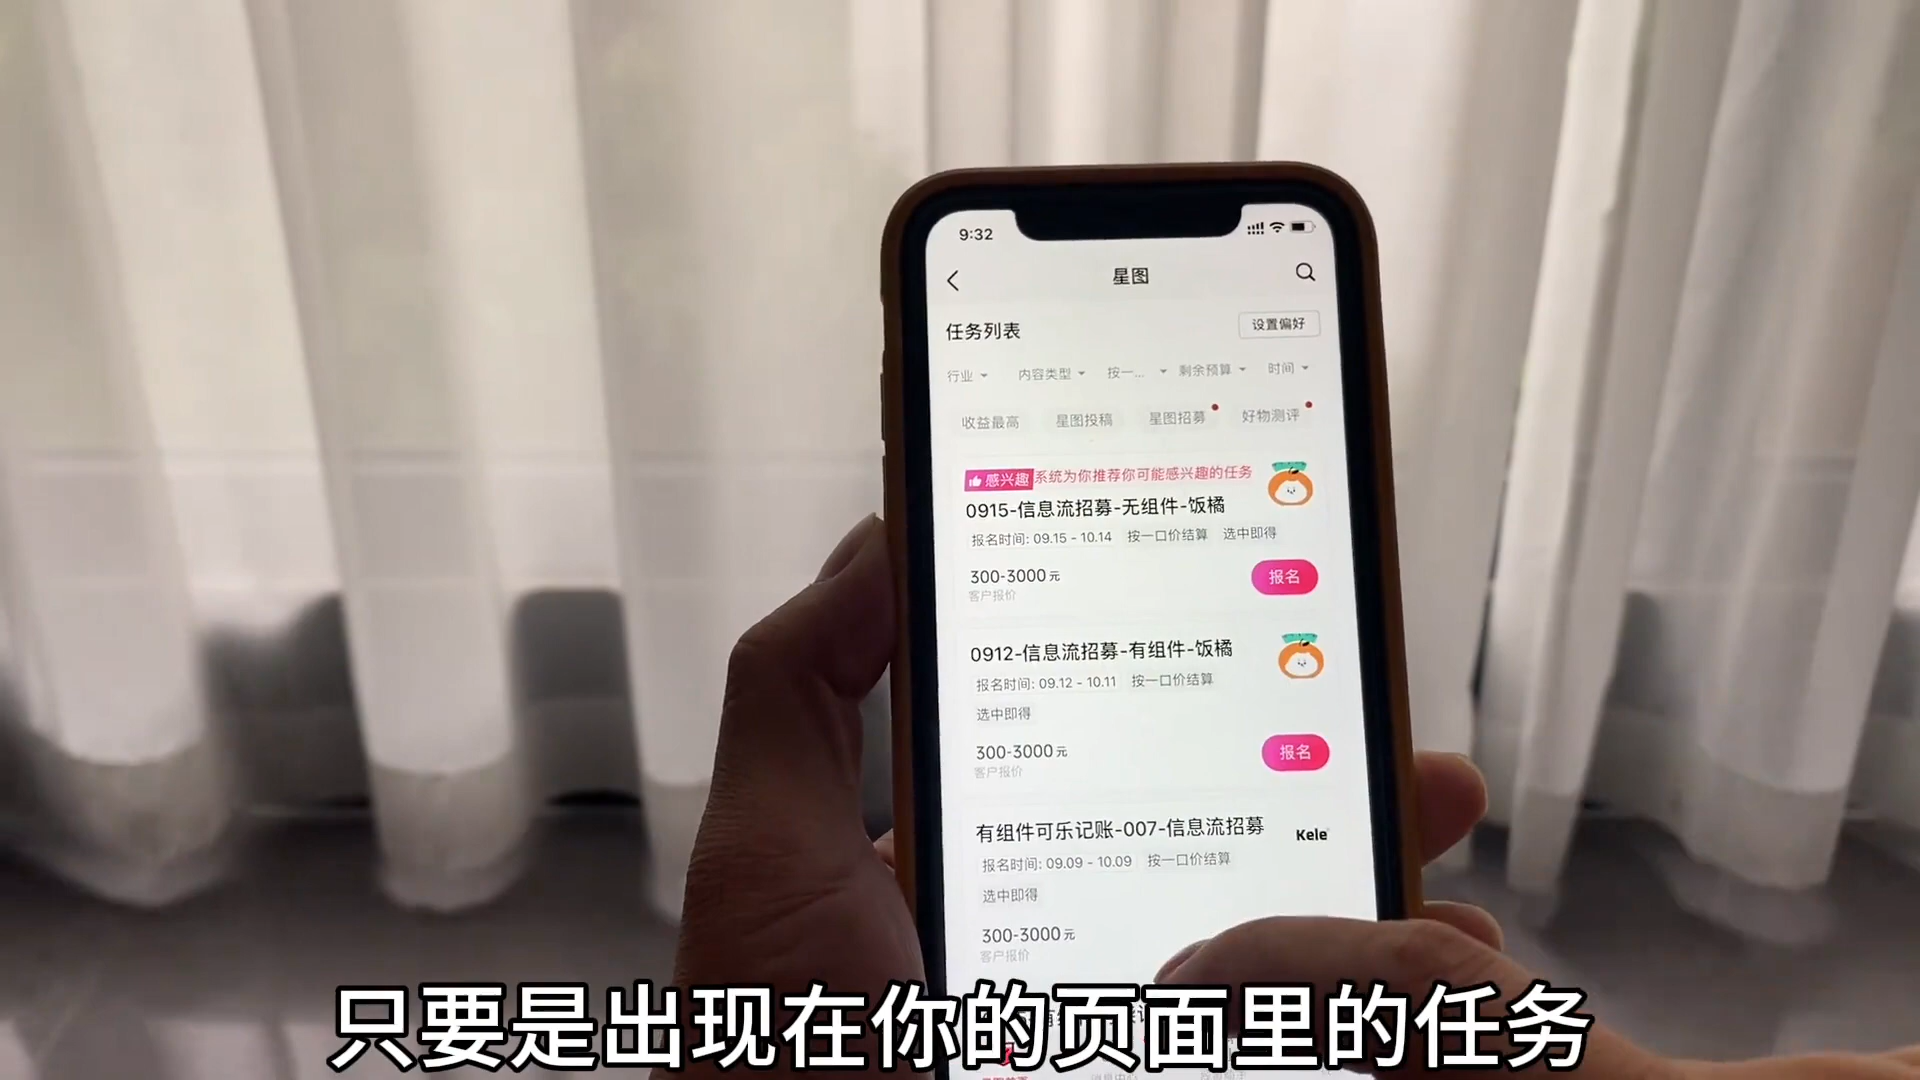 9:32
星图
任务列表
设置偏好
行业 内容类型 按一... 剩余预算 时间
收益最高 星图投稿 星图招募 好物测评
感兴趣 系统为你推荐你可能感兴趣的任务
0915-信息流招募-无组件-饭橘
报名时间: 09.15 - 10.14 按一口价结算 选中即得
300-3000元
报名
客户报价
0912-信息流招募-有组件-饭橘
报名时间: 09.12 - 10.11 按一口价结算
选中即得
300-3000元
报名
客户报价
有组件可乐记账-007-信息流招募
Kele
报名时间: 09.09 - 10.09 按一口价结算
选中即得
300-3000元
客户报价
只要是出现在你的页面里的任务